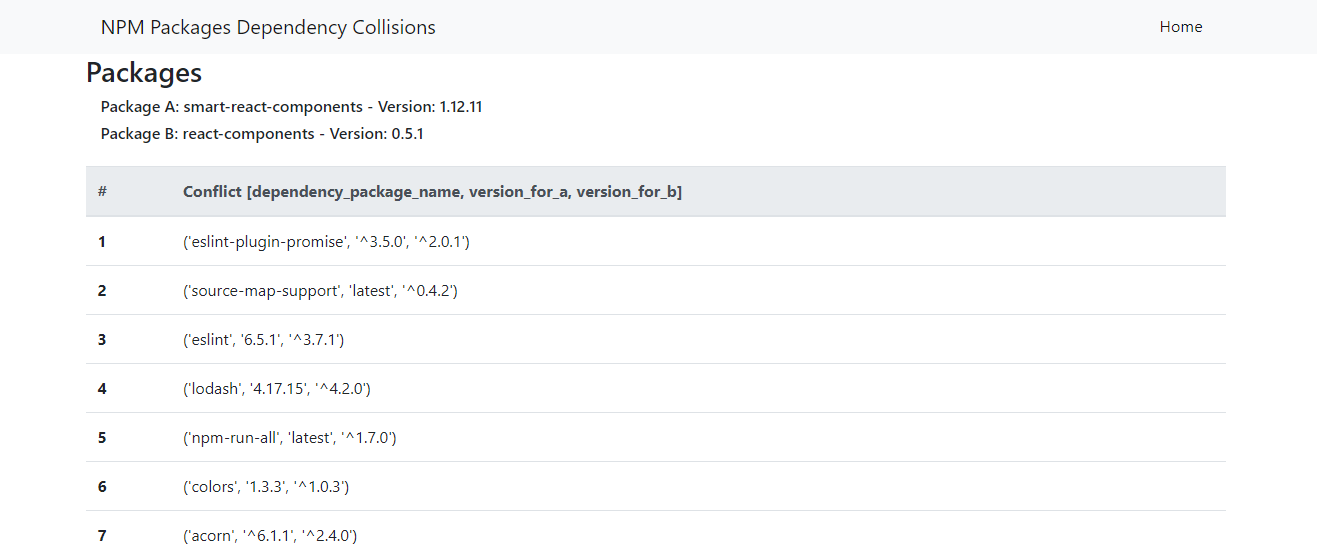 NPM Packages Dependency Collisions Home
Packages
Package A: smart-react-components - Version: 1.12.11
Package B: react-components - Version: 0.5.1
# Conflict [dependency_package_name, version_for_a, version_for_b]
1 ('eslint-plugin-promise', '^3.5.0', '^2.0.1')
2 ('source-map-support', 'latest', '^0.4.2')
3 ('eslint', '6.5.1', '^3.7.1')
4 ('lodash', '4.17.15', '^4.2.0')
5 ('npm-run-all', 'latest', '^1.7.0')
6 ('colors', '1.3.3', '^1.0.3')
7 ('acorn', '^6.1.1', '^2.4.0')